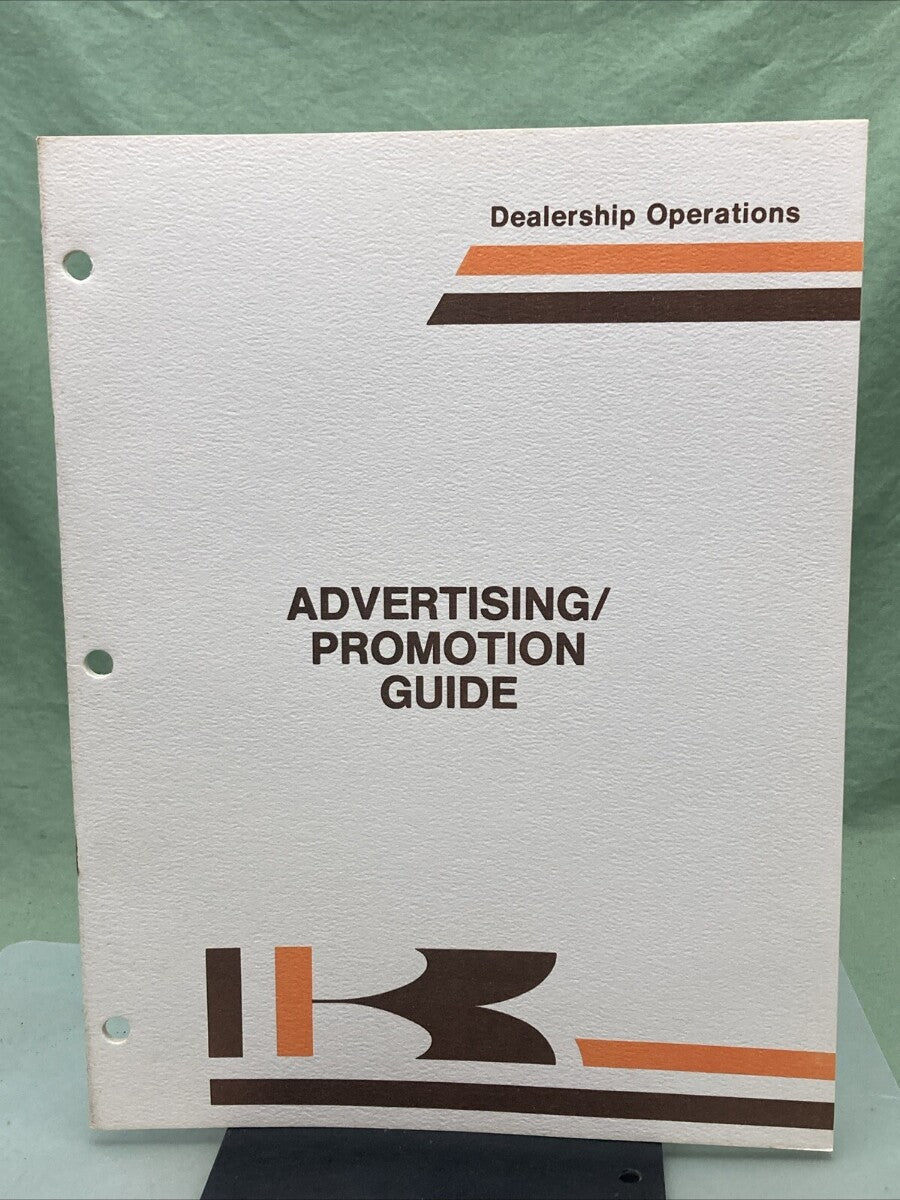 Dealership Operations
ADVERTISING/
PROMOTION
GUIDE